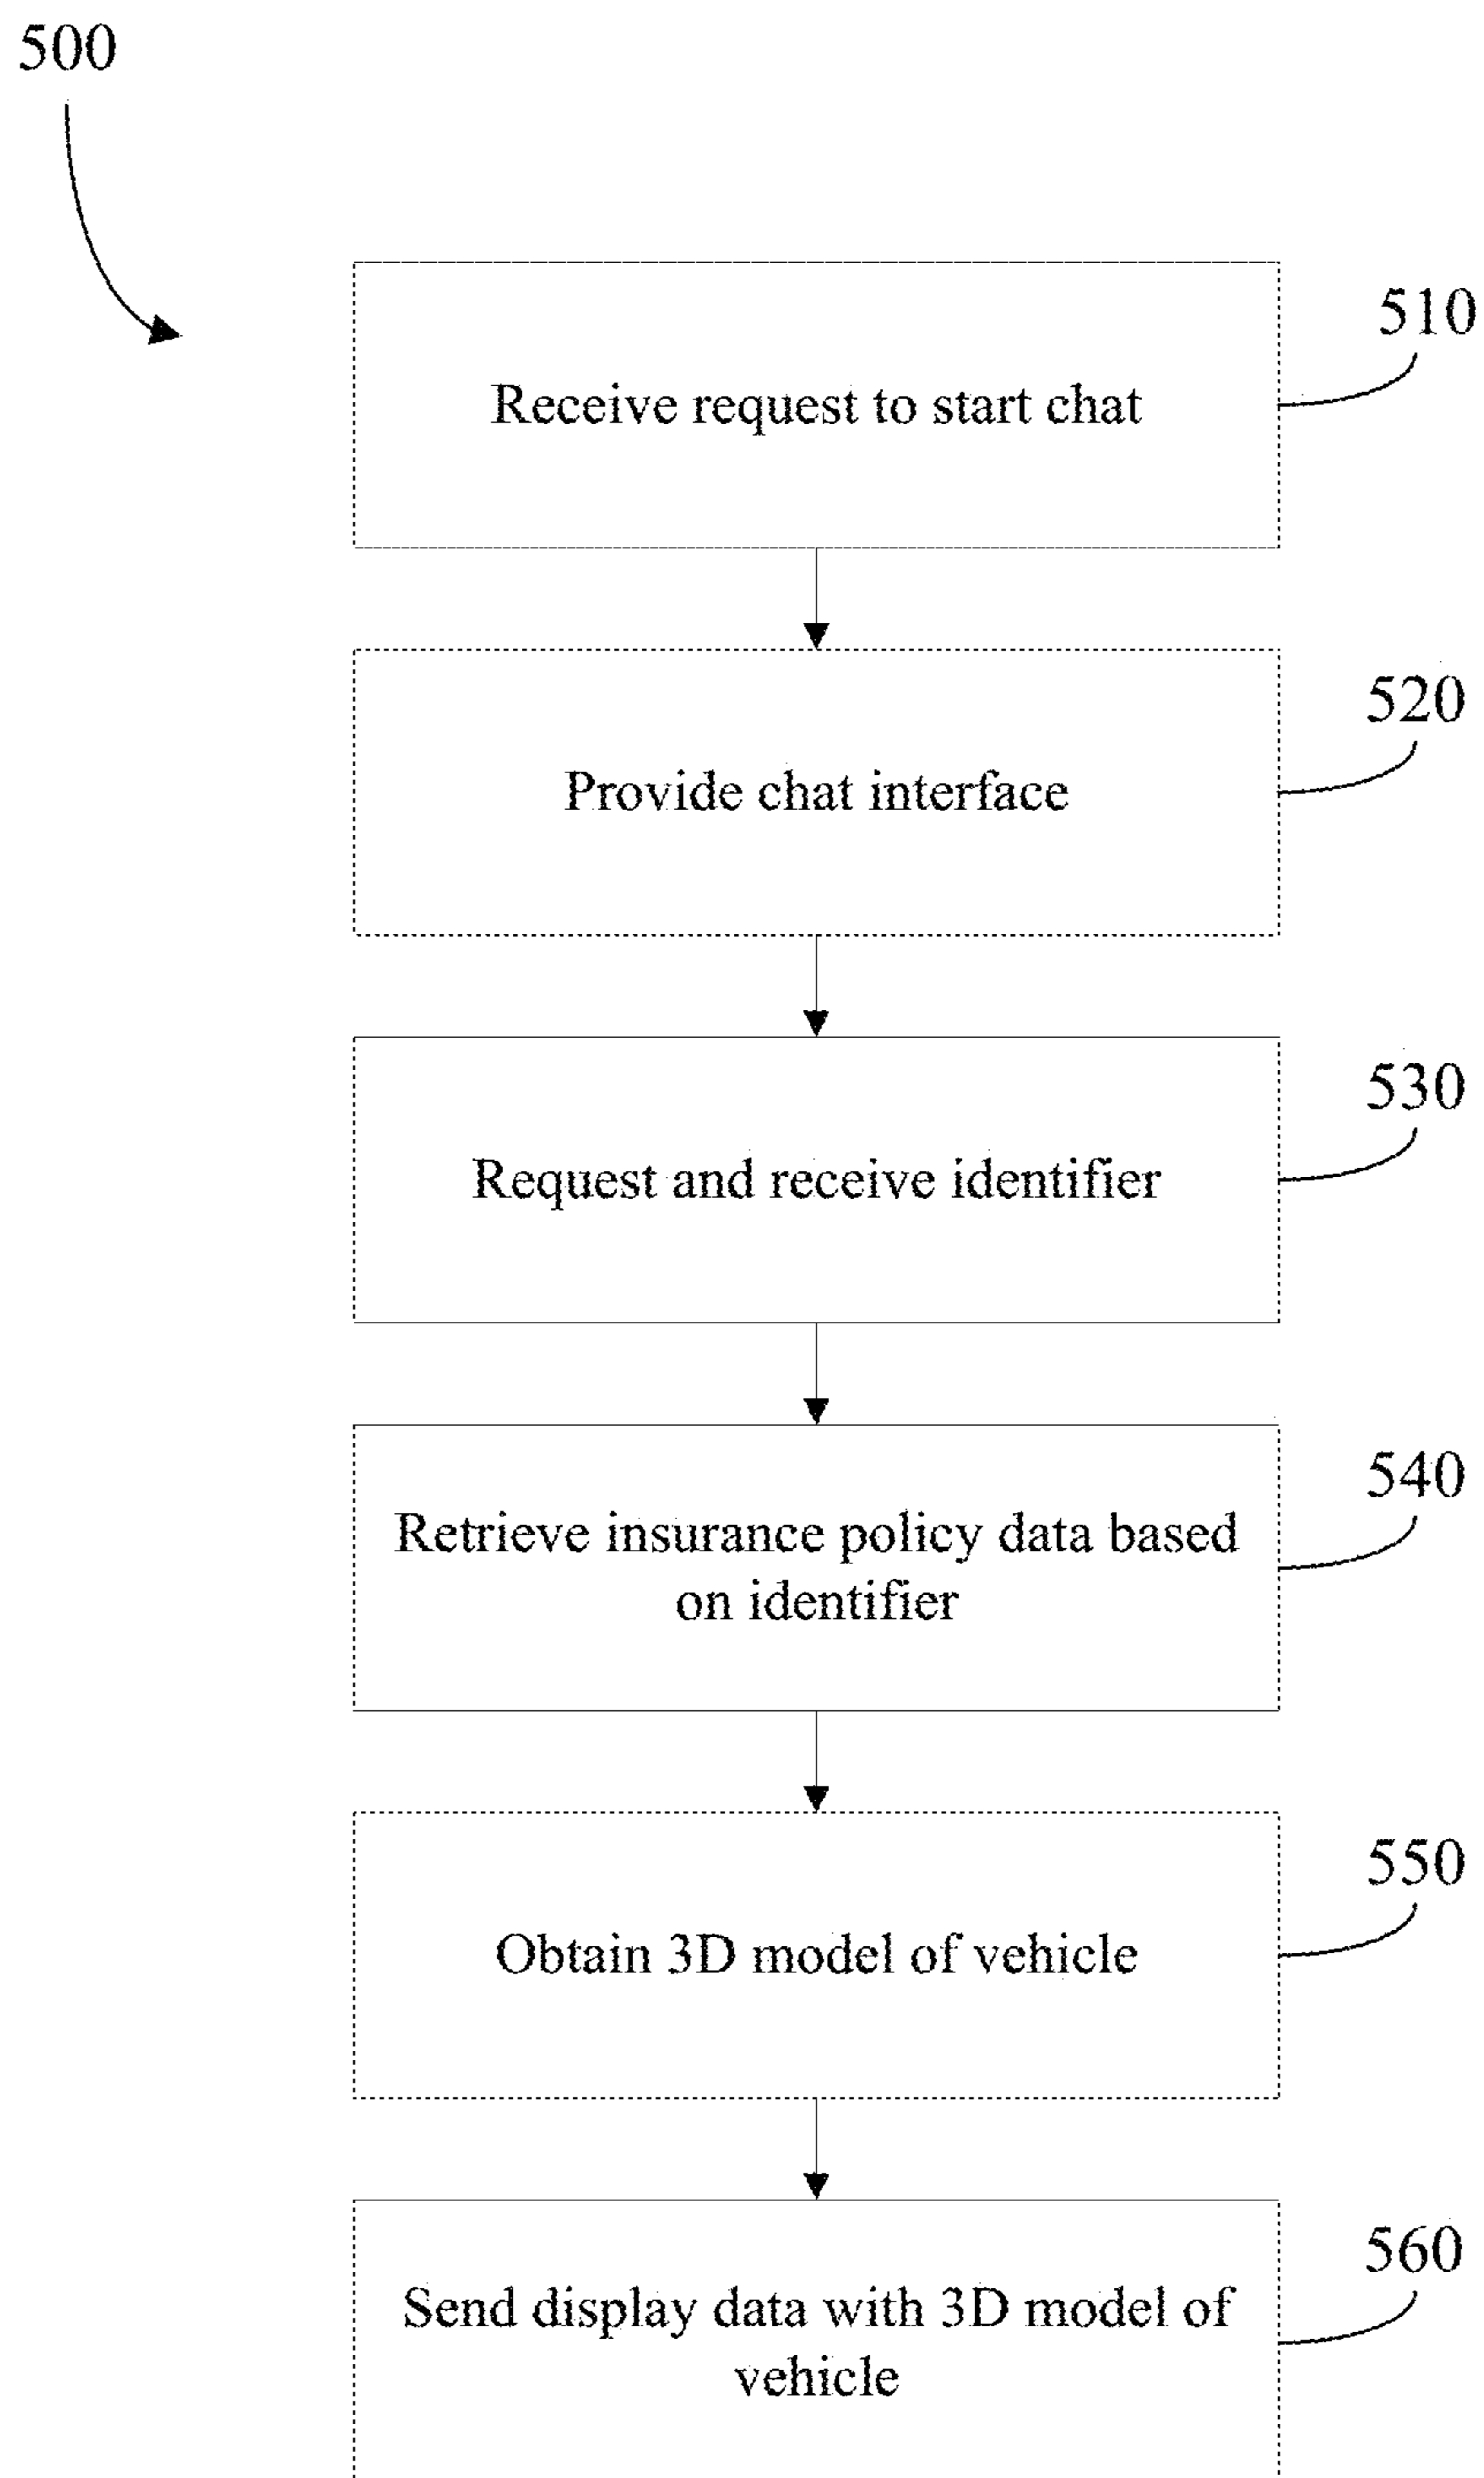 500
510
Receive request to start chat
520
Provide chat interface
530
Request and receive identifier
540
Retrieve insurance policy data based
on identifier
550
Obtain 3D model of vehicle
560
Send display data with 3D model of
vehicle